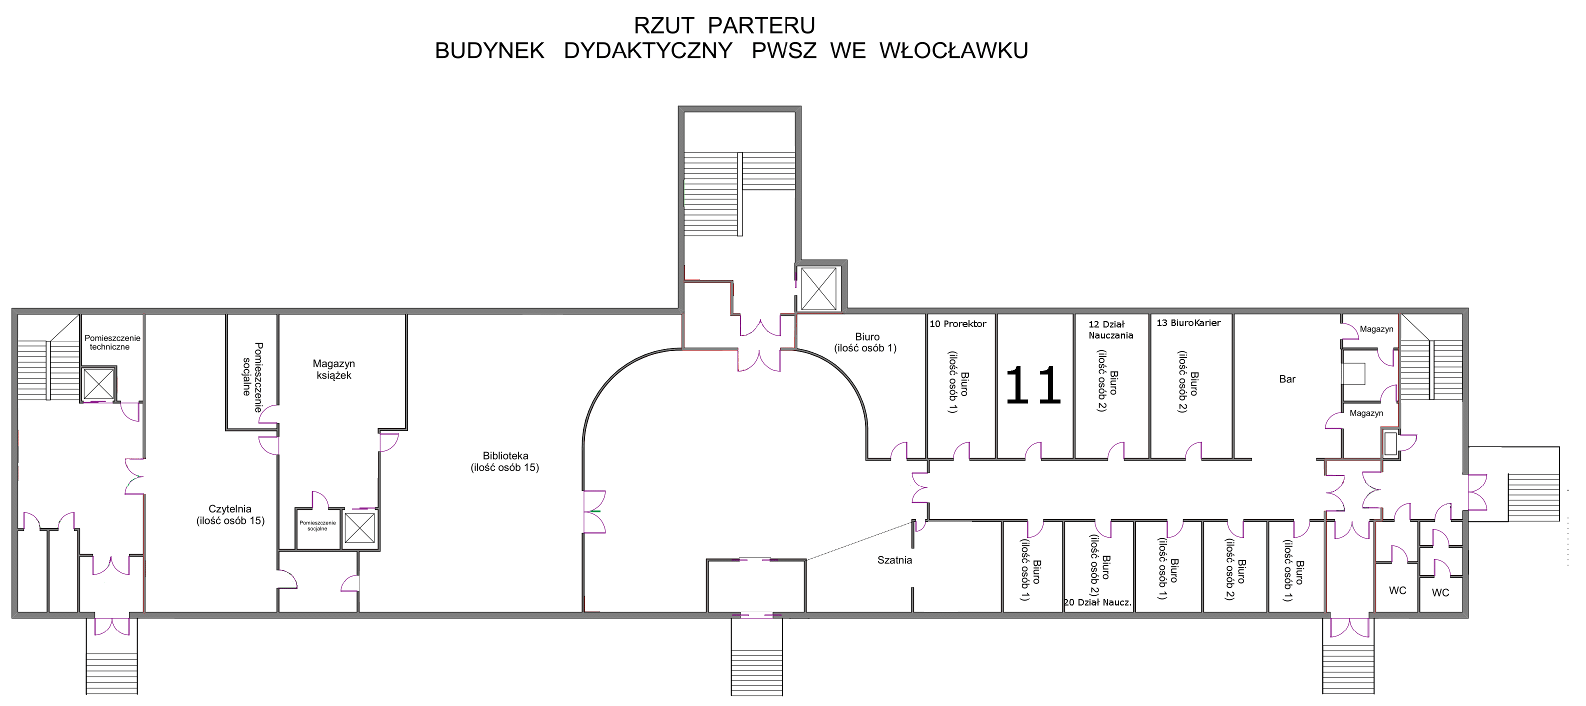 RZUT PARTERU
BUDYNEK DYDAKTYCZNY PWSZ WE WŁOCŁAWKU
Pomieszczenie
techniczne
Pomieszczenie
socjalne
Magazyn
książek
Biblioteka
(ilość osób 15)
Czytelnia
(ilość osób 15)
Pomieszczenie
socjalne
Biuro
(ilość osób 1)
10 Prorektor
Biuro
(ilość osób 1)
11
12 Dział
Nauczania
Biuro
(ilość osób 2)
13 BiuroKarier
Biuro
(ilość osób 2)
Bar
Magazyn
Magazyn
Szatnia
Biuro
(ilość osób 1)
Biuro
(ilość osób 2)
20 Dział Naucz.
Biuro
(ilość osób 1)
Biuro
(ilość osób 2)
Biuro
(ilość osób 1)
WC
WC